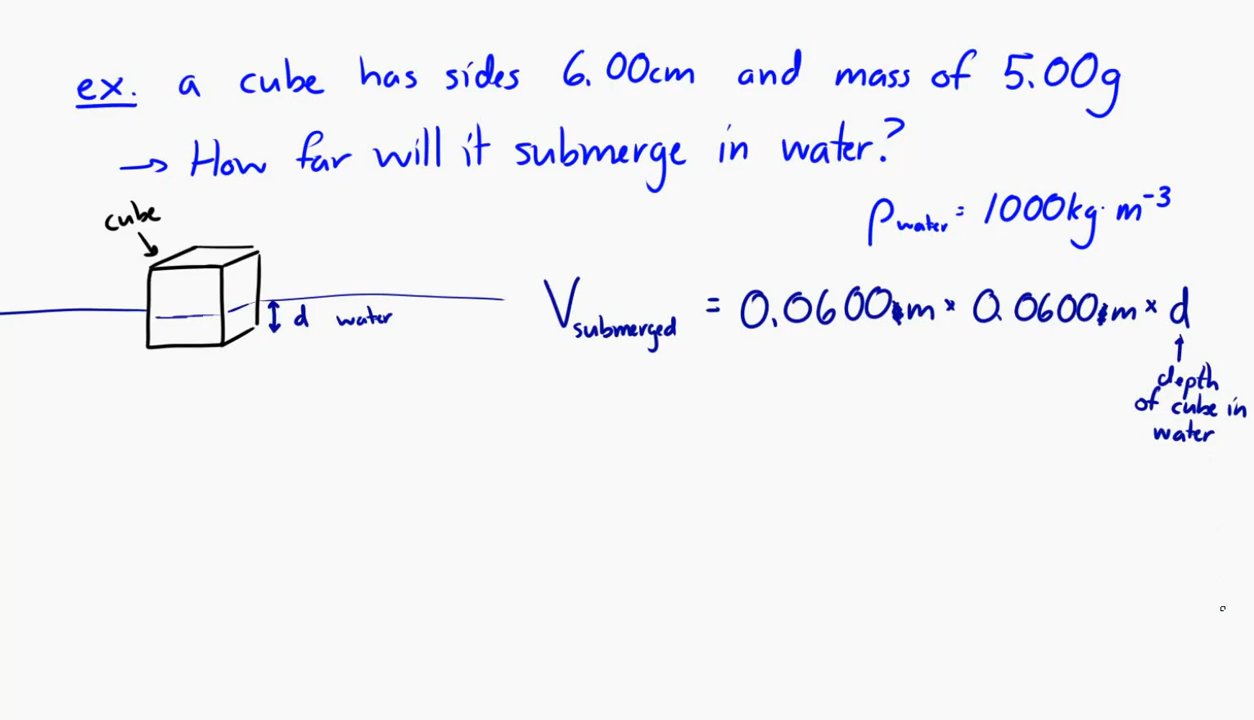 ex. a cube has sides 6.00cm and mass of 5.00g
→ How far will it submerge in water?
ρwater = 1000kg·m⁻³
cube
d water
Vsubmerged = 0.0600m × 0.0600m × d
depth
of cube in
water